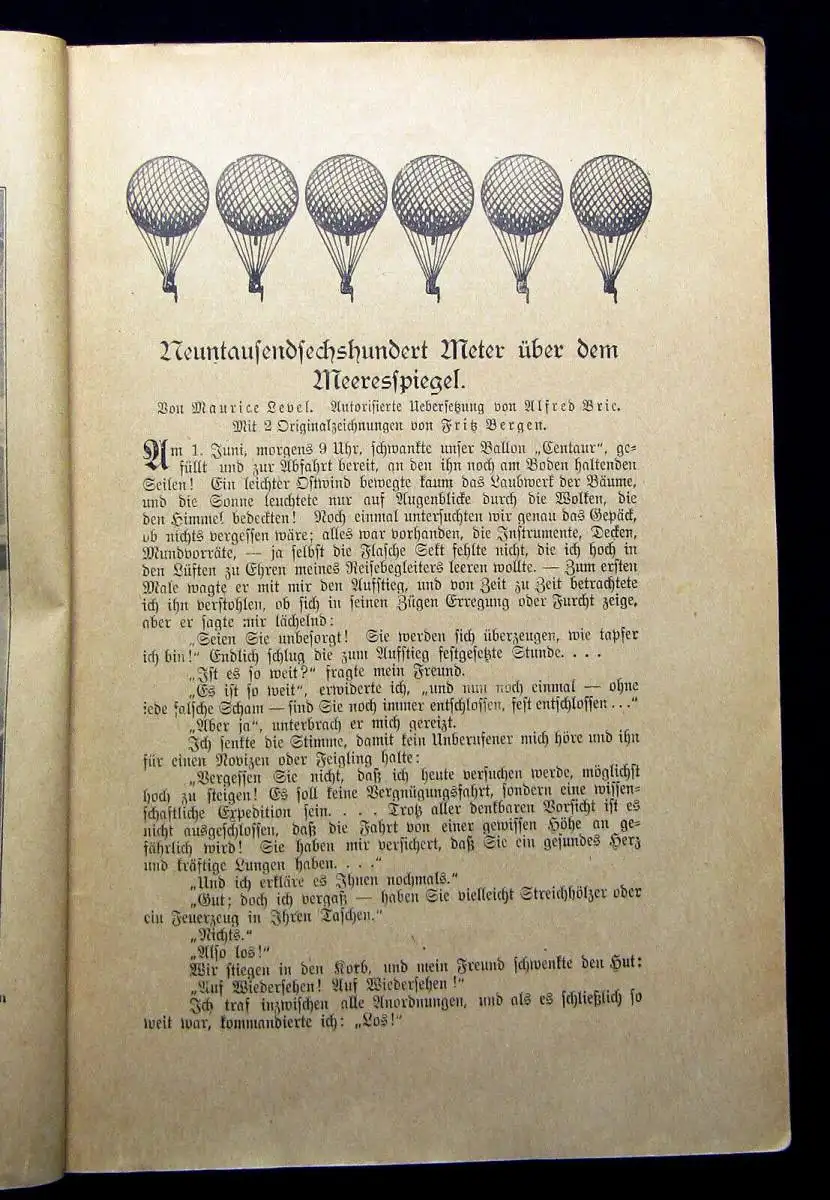 Neuntausendsechshundert Meter über dem
Meeresspiegel.
Von Maurice Level. Autorisierte Uebersetzung von Alfred Brie.
Mit 2 Originalzeichnungen von Fritz Bergen.
Am 1. Juni, morgens 9 Uhr, schwankte unser Ballon „Centaur“, ge-
füllt und zur Abfahrt bereit, an den ihn noch am Boden haltenden
Seilen! Ein leichter Ostwind bewegte kaum das Laubwerk der Bäume,
und die Sonne leuchtete nur auf Augenblicke durch die Wolken, die
den Himmel bedeckten! Noch einmal untersuchten wir genau das Gepäck,
ob nichts vergessen wäre; alles war vorhanden, die Instrumente, Decken,
Mundvorräte, — ja selbst die Flasche Sekt fehlte nicht, die ich hoch in
den Lüften zu Ehren meines Reisebegleiters leeren wollte. — Zum ersten
Male wagte er mit mir den Aufstieg, und von Zeit zu Zeit betrachtete
ich ihn verstohlen, ob sich in seinen Zügen Erregung oder Furcht zeige,
aber er sagte mir lächelnd:
„Seien Sie unbesorgt! Sie werden sich überzeugen, wie tapfer
ich bin!“ Endlich schlug die zum Aufstieg festgesetzte Stunde. . . .
„Ist es so weit?“ fragte mein Freund.
„Es ist so weit“, erwiderte ich, „und nun noch einmal — ohne
jede falsche Scham — sind Sie noch immer entschlossen, fest entschlossen ...“
„Aber ja“, unterbrach er mich gereizt.
Ich senkte die Stimme, damit kein Unberufener mich höre und ihn
für einen Novizen oder Feigling halte:
„Vergessen Sie nicht, daß ich heute versuchen werde, möglichst
hoch zu steigen! Es soll keine Vergnügungsfahrt, sondern eine wissen-
schaftliche Expedition sein. . . . Trotz aller denkbaren Vorsicht ist es
nicht ausgeschlossen, daß die Fahrt von einer gewissen Höhe an ge-
fährlich wird! Sie haben mir versichert, daß Sie ein gesundes Herz
und kräftige Lungen haben. . . .“
„Und ich erkläre es Ihnen nochmals.“
„Gut; doch ich vergaß — haben Sie vielleicht Streichhölzer oder
ein Feuerzeug in Ihren Taschen.“
„Nichts.“
„Also los!“
Wir stiegen in den Korb, und mein Freund schwenkte den Hut:
„Auf Wiedersehen! Auf Wiedersehen!“
Ich traf inzwischen alle Anordnungen, und als es schließlich so
weit war, kommandierte ich: „Los!“